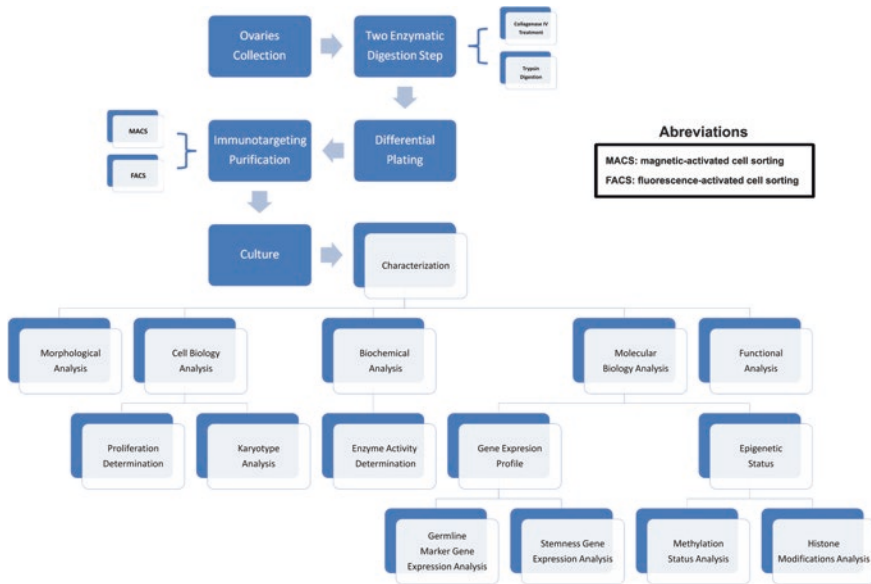 Ovaries
Collection
Two Enzymatic
Digestion Step
Collagenase IV
Treatment
Trypsin
Digestion
MACS
FACS
Immunotargeting
Purification
Differential
Plating
Abreviations
MACS: magnetic-activated cell sorting
FACS: fluorescence-activated cell sorting
Culture
Characterization
Morphological
Analysis
Cell Biology
Analysis
Biochemical
Analysis
Molecular
Biology Analysis
Functional
Analysis
Proliferation
Determination
Karyotype
Analysis
Enzyme Activity
Determination
Gene Expresion
Profile
Epigenetic
Status
Germline
Marker Gene
Expression Analysis
Stemness Gene
Expression Analysis
Methylation
Status Analysis
Histone
Modifications Analysis